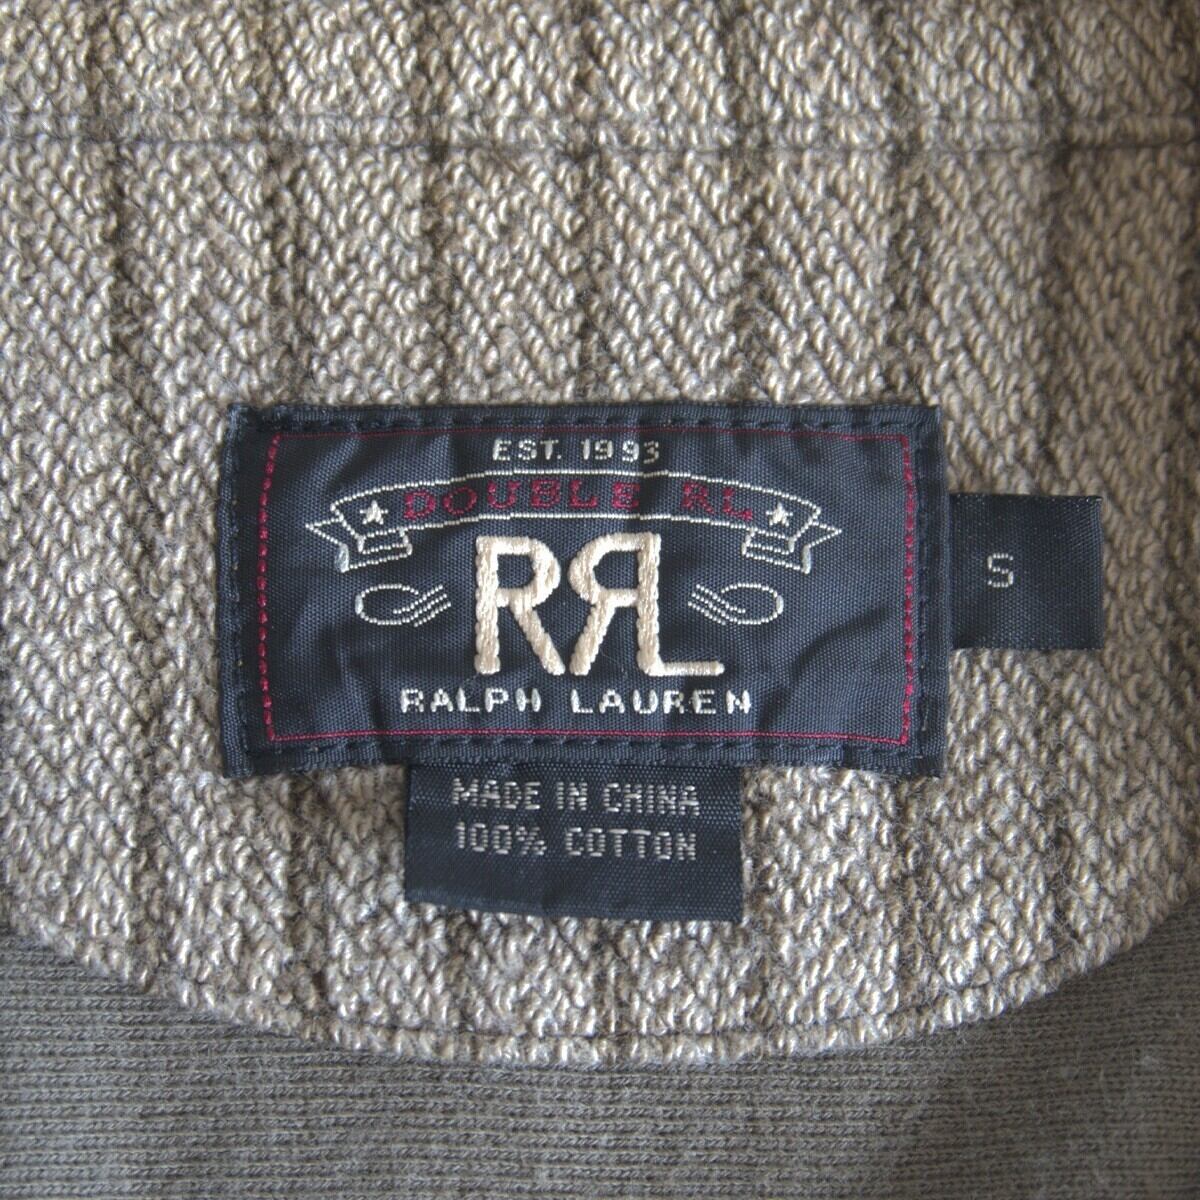 EST. 1993
DOUBLE RL
RRL
RALPH LAUREN
S
MADE IN CHINA
100% COTTON